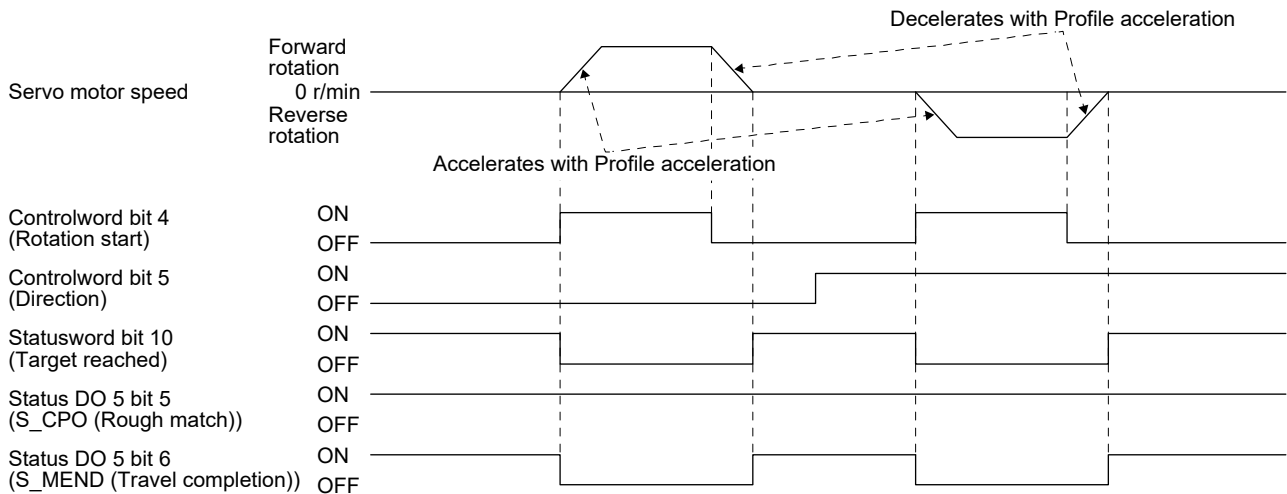 Decelerates with Profile acceleration
Forward
rotation
Servo motor speed 0 r/min
Reverse
rotation
Accelerates with Profile acceleration
Controlword bit 4 ON
(Rotation start) OFF
Controlword bit 5 ON
(Direction) OFF
Statusword bit 10 ON
(Target reached) OFF
Status DO 5 bit 5 ON
(S_CPO (Rough match)) OFF
Status DO 5 bit 6 ON
(S_MEND (Travel completion)) OFF